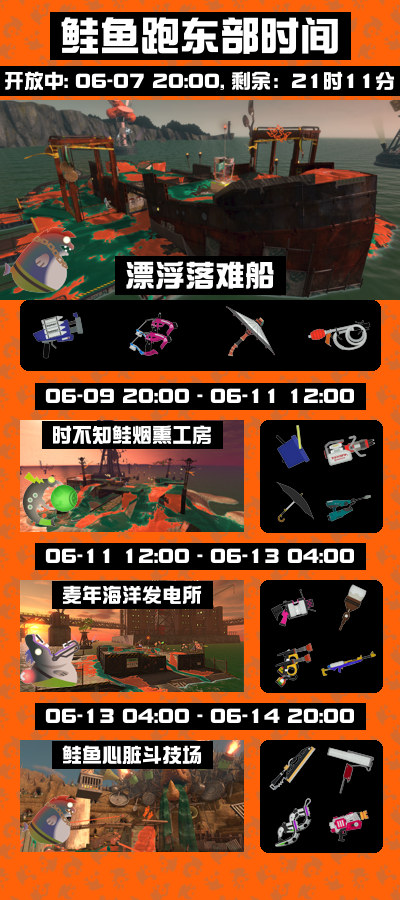 鲑鱼跑东部时间
开放中: 06-07 20:00, 剩余: 21时11分
漂浮落难船
06-09 20:00 - 06-11 12:00
时不知鲑烟熏工房
06-11 12:00 - 06-13 04:00
麦年海洋发电所
06-13 04:00 - 06-14 20:00
鲑鱼心脏斗技场